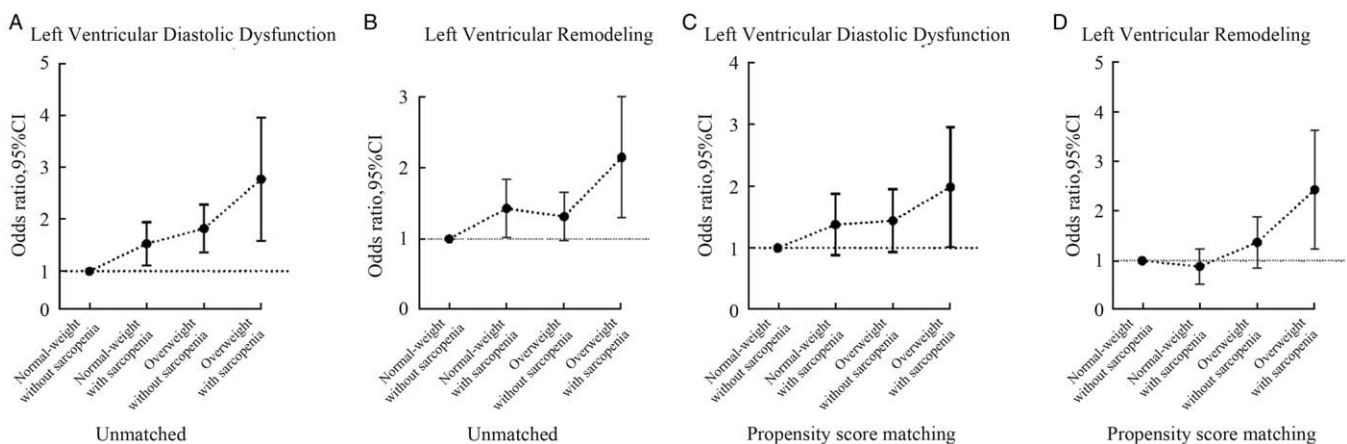 A
Left Ventricular Diastolic Dysfunction
Odds ratio,95%CI
5
4
3
2
1
0
Normal-weight
without sarcopenia
Normal-weight
with sarcopenia
Overweight
without sarcopenia
Overweight
with sarcopenia
Unmatched
B
Left Ventricular Remodeling
Odds ratio,95%CI
3
2
1
0
Normal-weight
without sarcopenia
Normal-weight
with sarcopenia
Overweight
without sarcopenia
Overweight
with sarcopenia
Unmatched
C
Left Ventricular Diastolic Dysfunction
Odds ratio,95%CI
4
3
2
1
0
Normal-weight
without sarcopenia
Normal-weight
with sarcopenia
Overweight
without sarcopenia
Overweight
with sarcopenia
Propensity score matching
D
Left Ventricular Remodeling
Odds ratio,95%CI
5
4
3
2
1
0
Normal-weight
without sarcopenia
Normal-weight
with sarcopenia
Overweight
without sarcopenia
Overweight
with sarcopenia
Propensity score matching